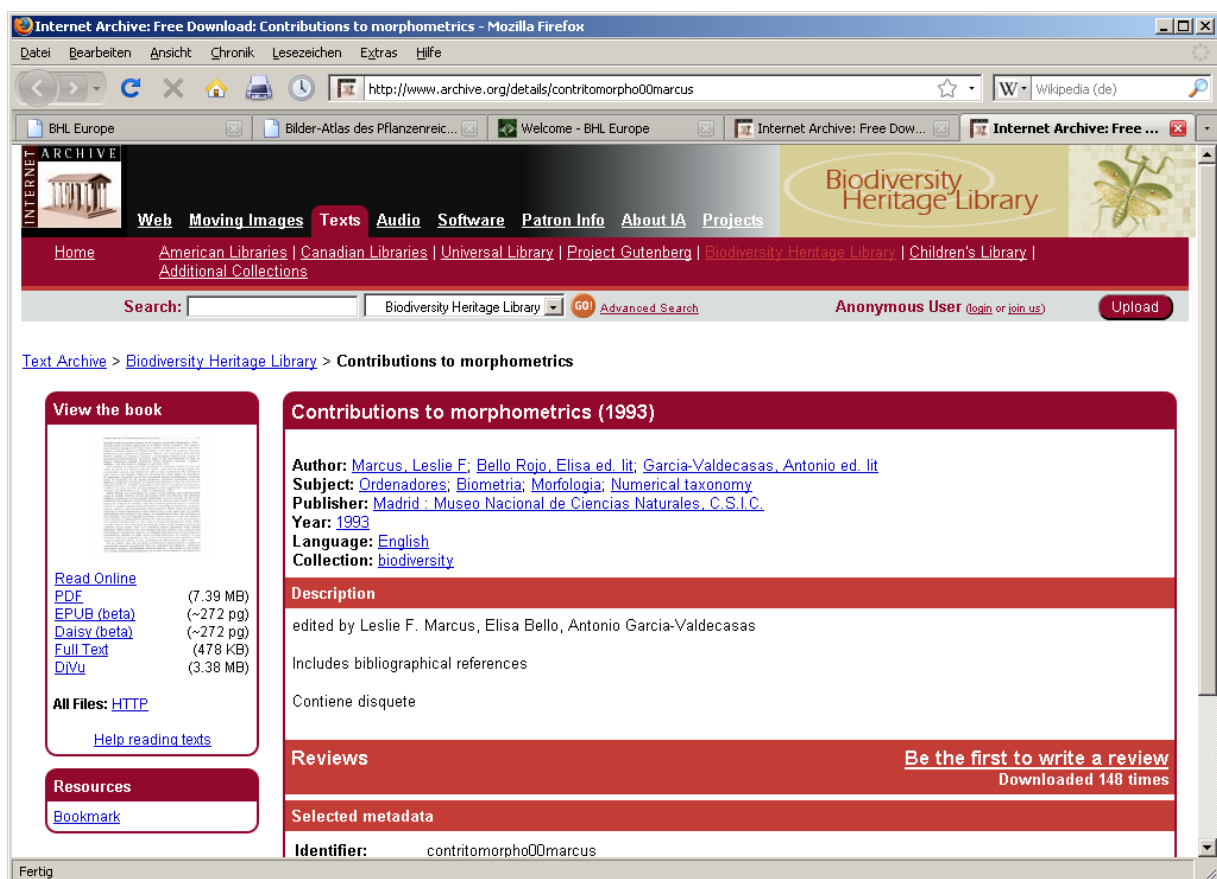 Internet Archive: Free Download: Contributions to morphometrics - Mozilla Firefox
Datei Bearbeiten Ansicht Chronik Lesezeichen Extras Hilfe
http://www.archive.org/details/contritomorpho00marcus
W Wikipedia (de)
BHL Europe
Bilder-Atlas des Pflanzenreic...
Welcome - BHL Europe
Internet Archive: Free Dow...
Internet Archive: Free ...
INTERNET ARCHIVE
Web Moving Images Texts Audio Software Patron Info About IA Projects
Biodiversity
Heritage Library
Home
American Libraries | Canadian Libraries | Universal Library | Project Gutenberg | Biodiversity Heritage Library | Children's Library |
Additional Collections
Search: Biodiversity Heritage Library GO! Advanced Search
Anonymous User (login or join us) Upload
Text Archive > Biodiversity Heritage Library > Contributions to morphometrics
View the book
Read Online
PDF (7.39 MB)
EPUB (beta) (~272 pg)
Daisy (beta) (~272 pg)
Full Text (478 KB)
DjVu (3.38 MB)
All Files: HTTP
Help reading texts
Resources
Bookmark
Contributions to morphometrics (1993)
Author: Marcus, Leslie F; Bello Rojo, Elisa ed. lit; Garcia-Valdecasas, Antonio ed. lit
Subject: Ordenadores; Biometria; Morfologia; Numerical taxonomy
Publisher: Madrid : Museo Nacional de Ciencias Naturales, C.S.I.C.
Year: 1993
Language: English
Collection: biodiversity
Description
edited by Leslie F. Marcus, Elisa Bello, Antonio Garcia-Valdecasas
Includes bibliographical references
Contiene disquete
Reviews
Be the first to write a review
Downloaded 148 times
Selected metadata
Identifier: contritomorpho00marcus
Fertig